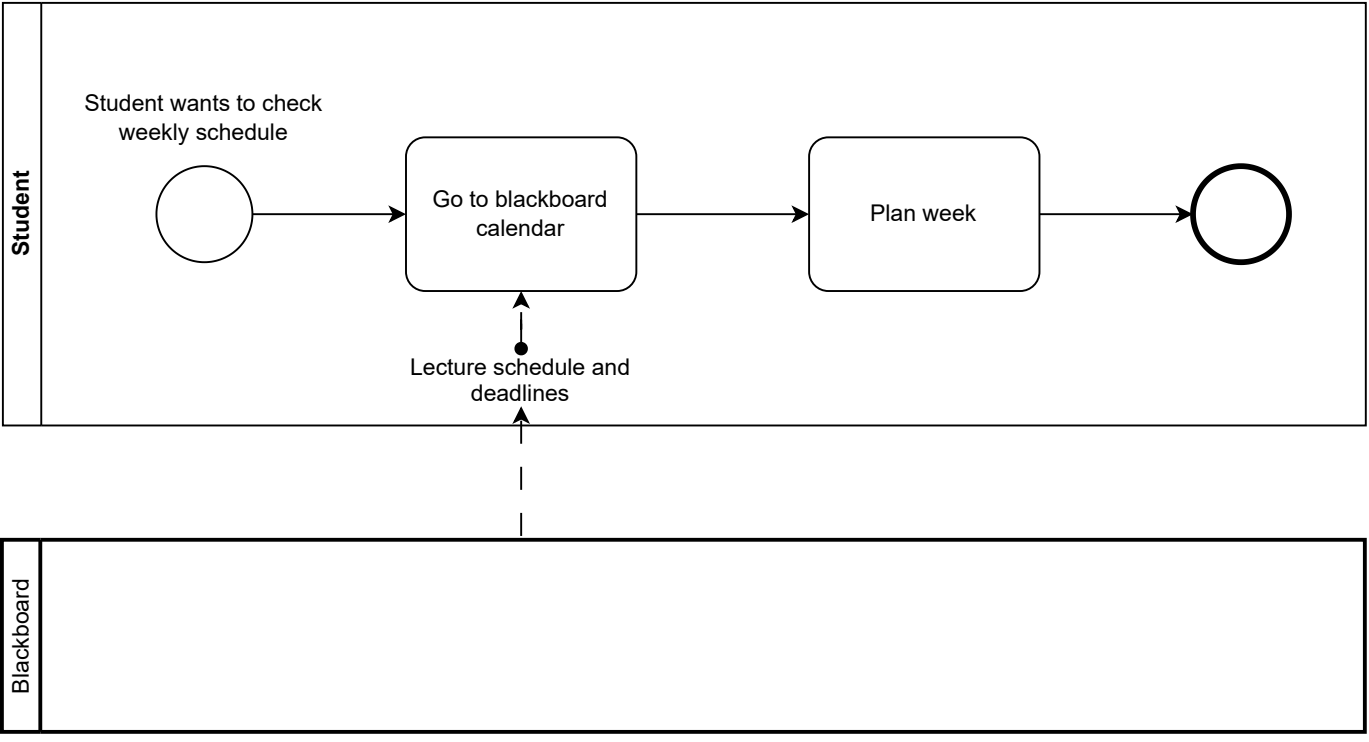 Student
Student wants to check
weekly schedule
Go to blackboard
calendar
Plan week
Lecture schedule and
deadlines
Blackboard